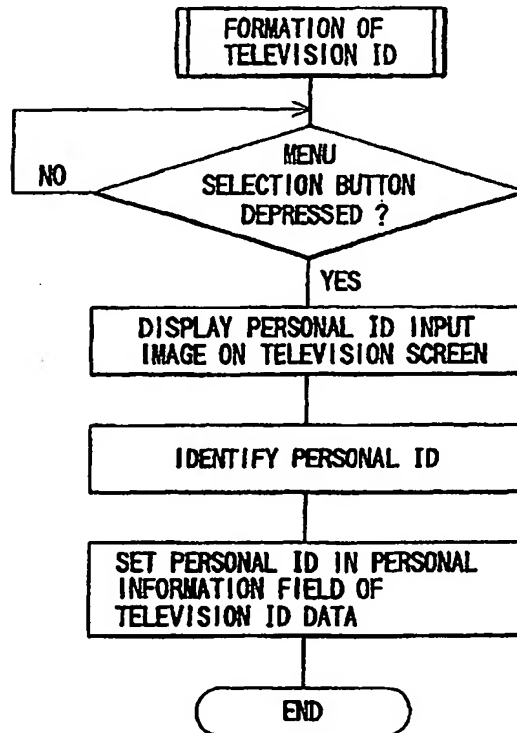 FORMATION OF
TELEVISION ID
MENU
SELECTION BUTTON
DEPRESSED ?
NO
YES
DISPLAY PERSONAL ID INPUT
IMAGE ON TELEVISION SCREEN
IDENTIFY PERSONAL ID
SET PERSONAL ID IN PERSONAL
INFORMATION FIELD OF
TELEVISION ID DATA
END